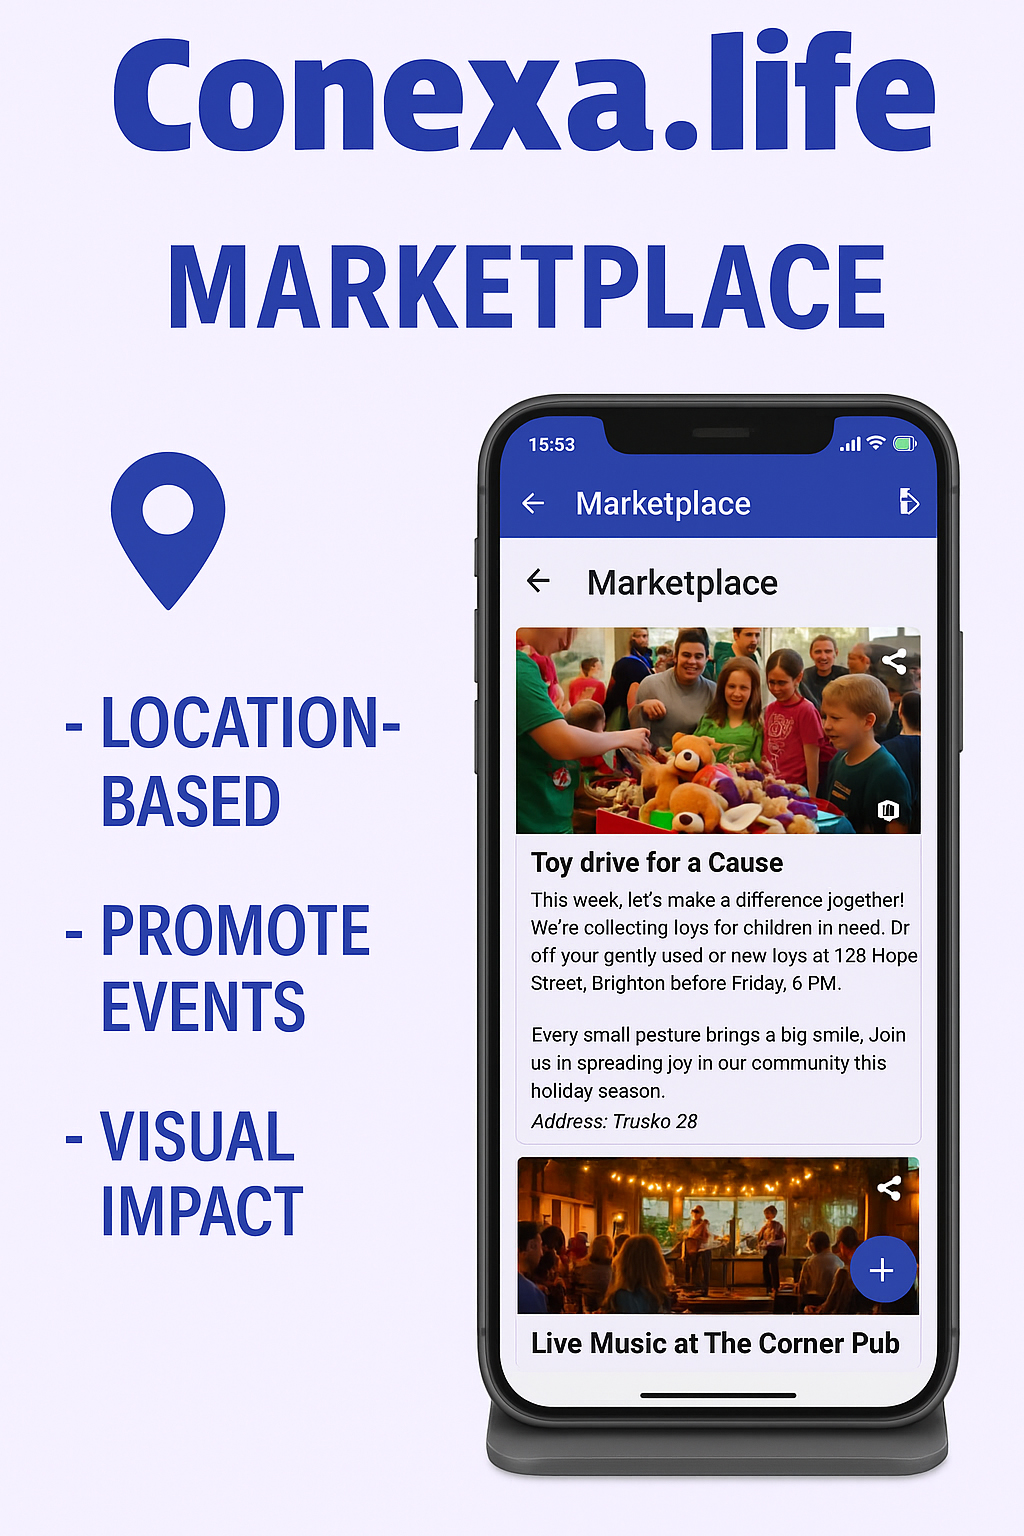 Conexa.life
MARKETPLACE
- LOCATION-
BASED
- PROMOTE
EVENTS
- VISUAL
IMPACT
15:53
Marketplace
Marketplace
Toy drive for a Cause
This week, let's make a difference jogether!
We're collecting loys for children in need. Dr
off your gently used or new loys at 128 Hope
Street, Brighton before Friday, 6 PM.
Every small pesture brings a big smile, Join
us in spreading joy in our community this
holiday season.
Address: Trusko 28
Live Music at The Corner Pub